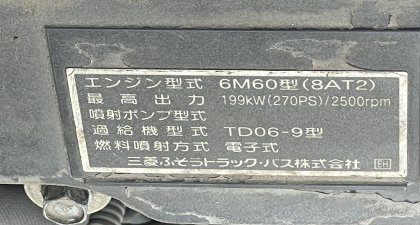 エンジン型式 6M60型(8AT2)
最高出力 199kW(270PS)/2500rpm
噴射ポンプ型式
過給機型式 TD06-9型
燃料噴射方式 電子式
三菱ふそうトラック・バス株式会社 EH